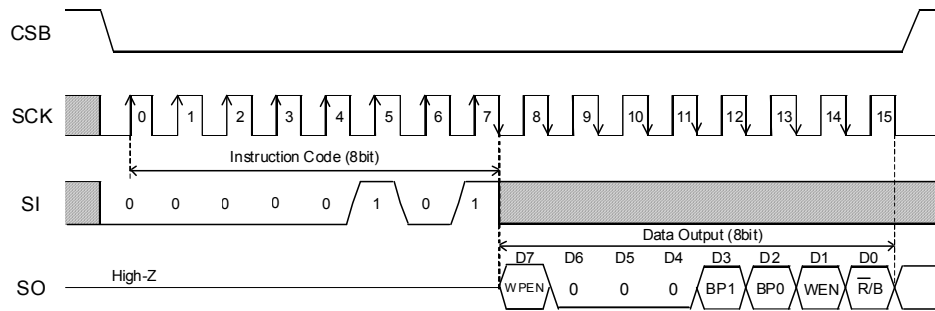 CSB
SCK 0 1 2 3 4 5 6 7 8 9 10 11 12 13 14 15
Instruction Code (8bit)
SI 0 0 0 0 0 1 0 1
Data Output (8bit)
D7 D6 D5 D4 D3 D2 D1 D0
High-Z
SO WPEN 0 0 0 BP1 BP0 WEN R̅/B